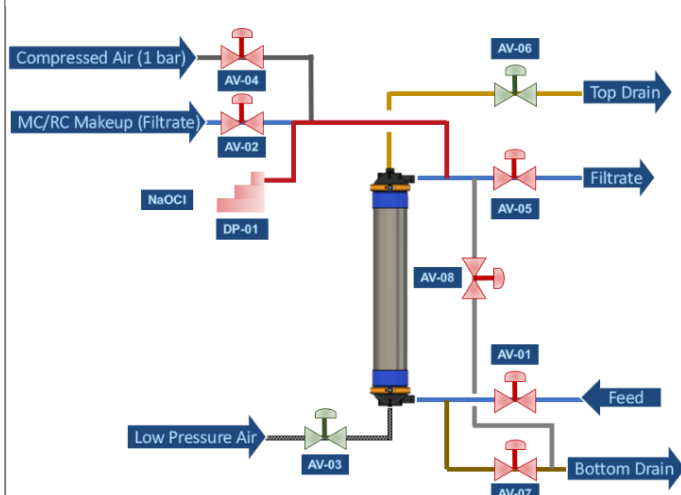 AV-06
Compressed Air (1 bar)
AV-04
Top Drain
MC/RC Makeup (Filtrate)
AV-02
Filtrate
NaOCl
AV-05
DP-01
AV-08
AV-01
Feed
Low Pressure Air
AV-03
Bottom Drain
AV-07